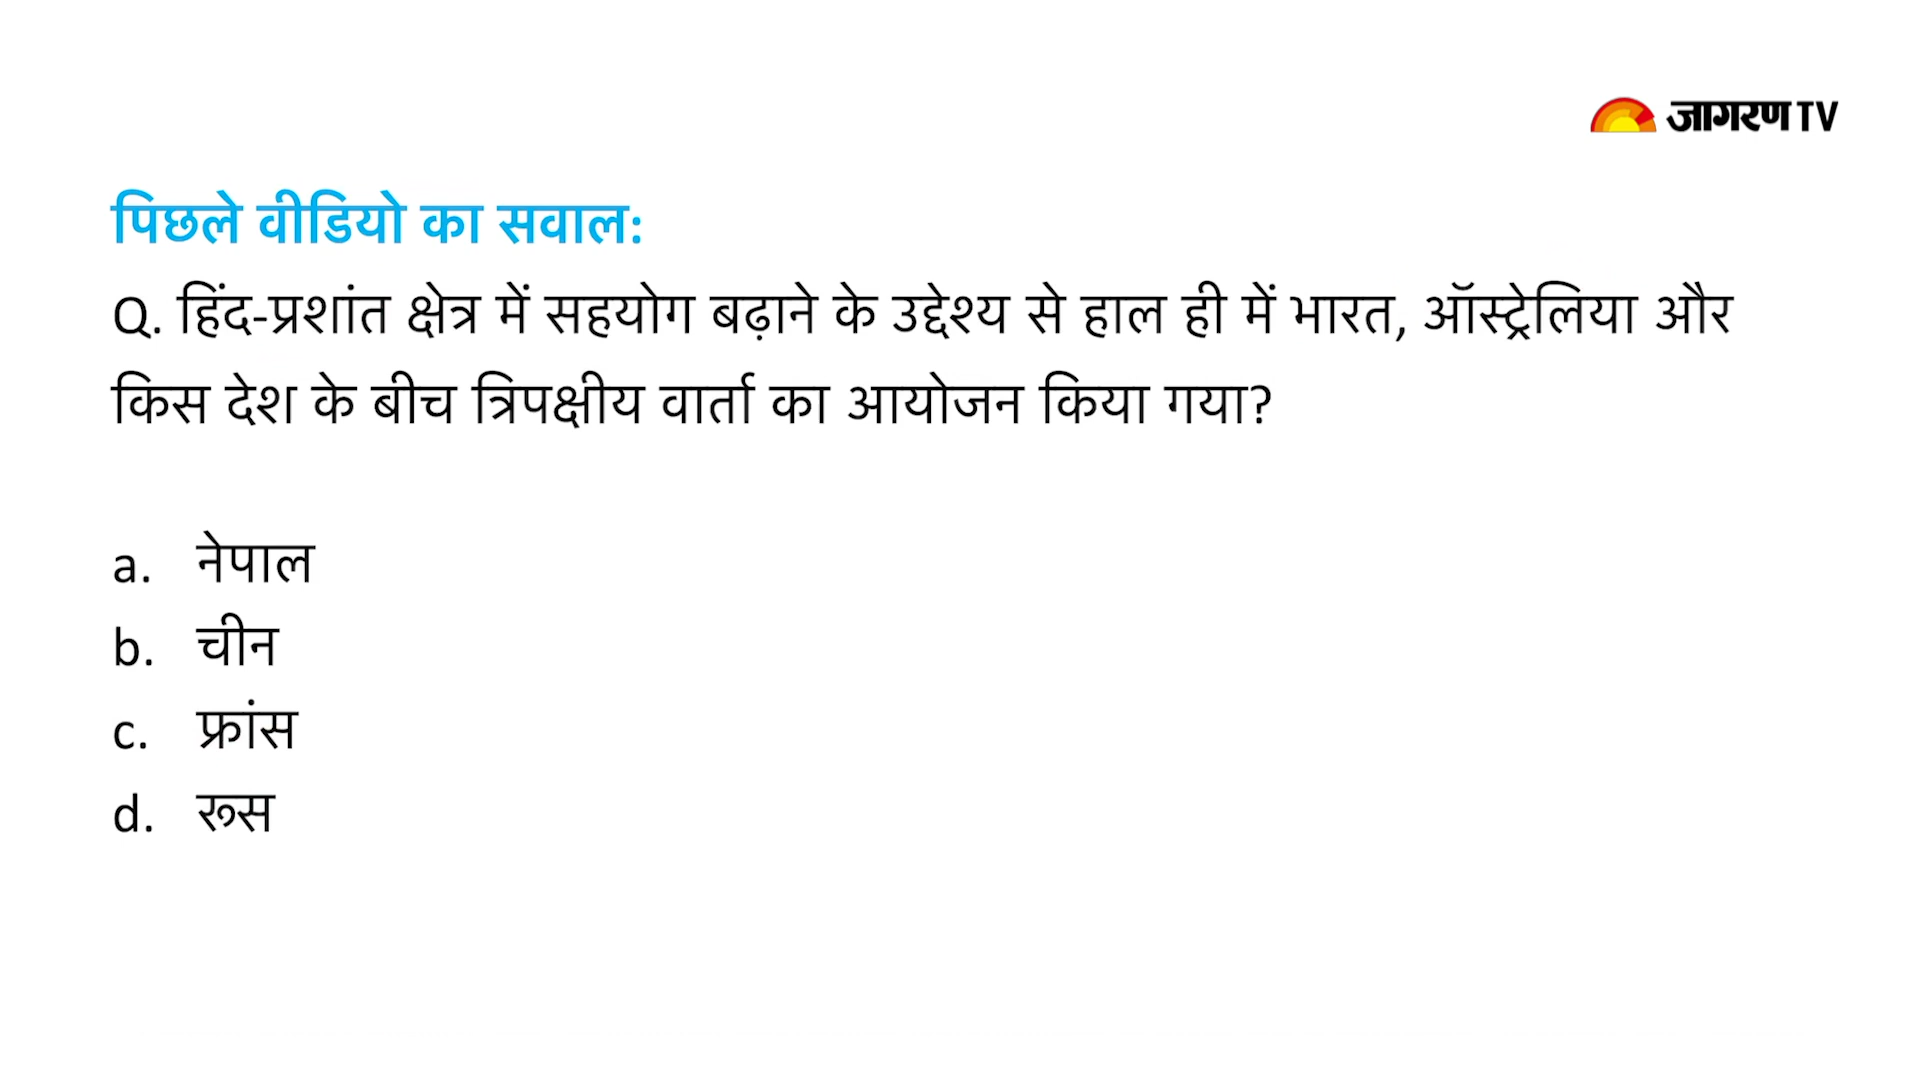 जागरण TV
पिछले वीडियो का सवाल:
Q. हिंद-प्रशांत क्षेत्र में सहयोग बढ़ाने के उद्देश्य से हाल ही में भारत, ऑस्ट्रेलिया और
किस देश के बीच त्रिपक्षीय वार्ता का आयोजन किया गया?
a. नेपाल
b. चीन
c. फ्रांस
d. रूस